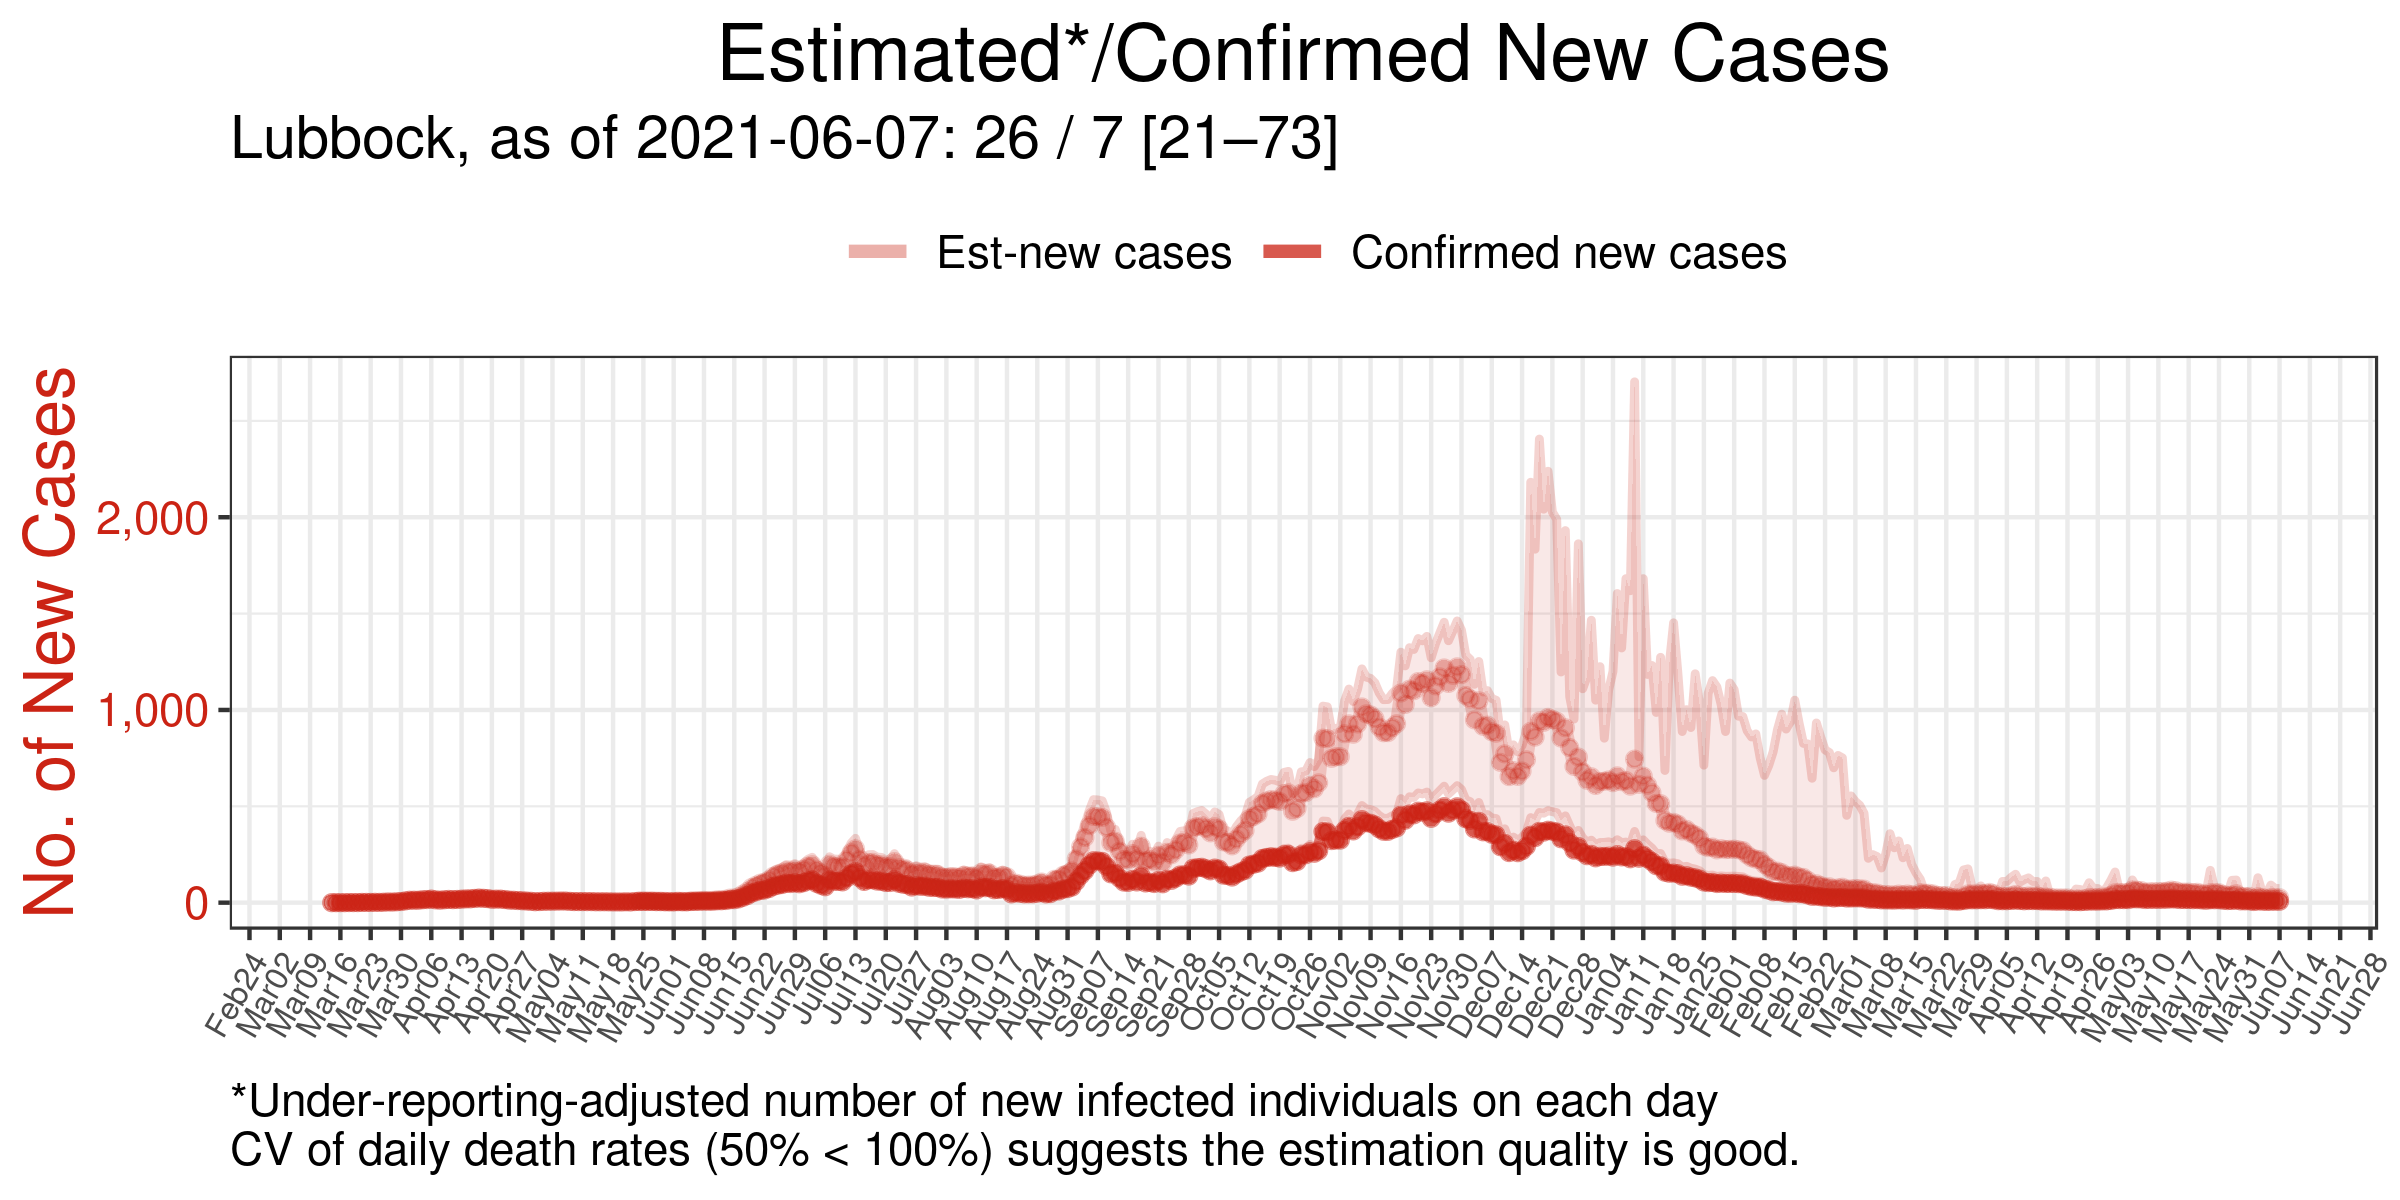 Estimated*/Confirmed New Cases
Lubbock, as of 2021-06-07: 26 / 7 [21–73]
Est-new cases Confirmed new cases
No. of New Cases
2,000
1,000
0
Feb24 Mar02 Mar09 Mar16 Mar23 Mar30 Apr06 Apr13 Apr20 Apr27 May04 May11 May18 May25 Jun01 Jun08 Jun15 Jun22 Jun29 Jul06 Jul13 Jul20 Jul27 Aug03 Aug10 Aug17 Aug24 Aug31 Sep07 Sep14 Sep21 Sep28 Oct05 Oct12 Oct19 Oct26 Nov02 Nov09 Nov16 Nov23 Nov30 Dec07 Dec14 Dec21 Dec28 Jan04 Jan11 Jan18 Jan25 Feb01 Feb08 Feb15 Feb22 Mar01 Mar08 Mar15 Mar22 Mar29 Apr05 Apr12 Apr19 Apr26 May03 May10 May17 May24 May31 Jun07 Jun14 Jun21 Jun28
*Under-reporting-adjusted number of new infected individuals on each day
CV of daily death rates (50% < 100%) suggests the estimation quality is good.